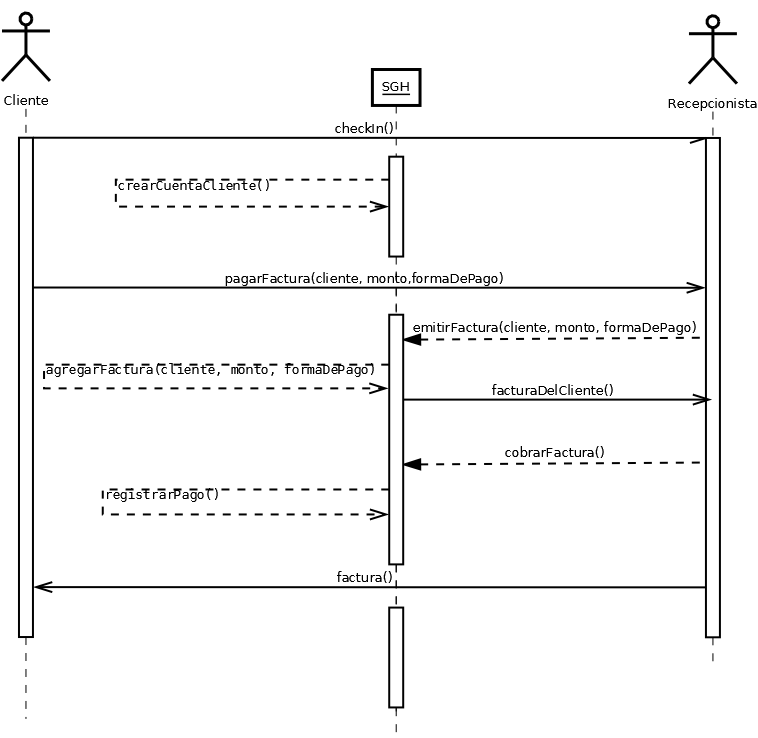 Cliente
SGH
Recepcionista
checkIn()
crearCuentaCliente()
pagarFactura(cliente, monto,formaDePago)
emitirFactura(cliente, monto, formaDePago)
agregarFactura(cliente, monto, formaDePago)
facturaDelCliente()
cobrarFactura()
registrarPago()
factura()